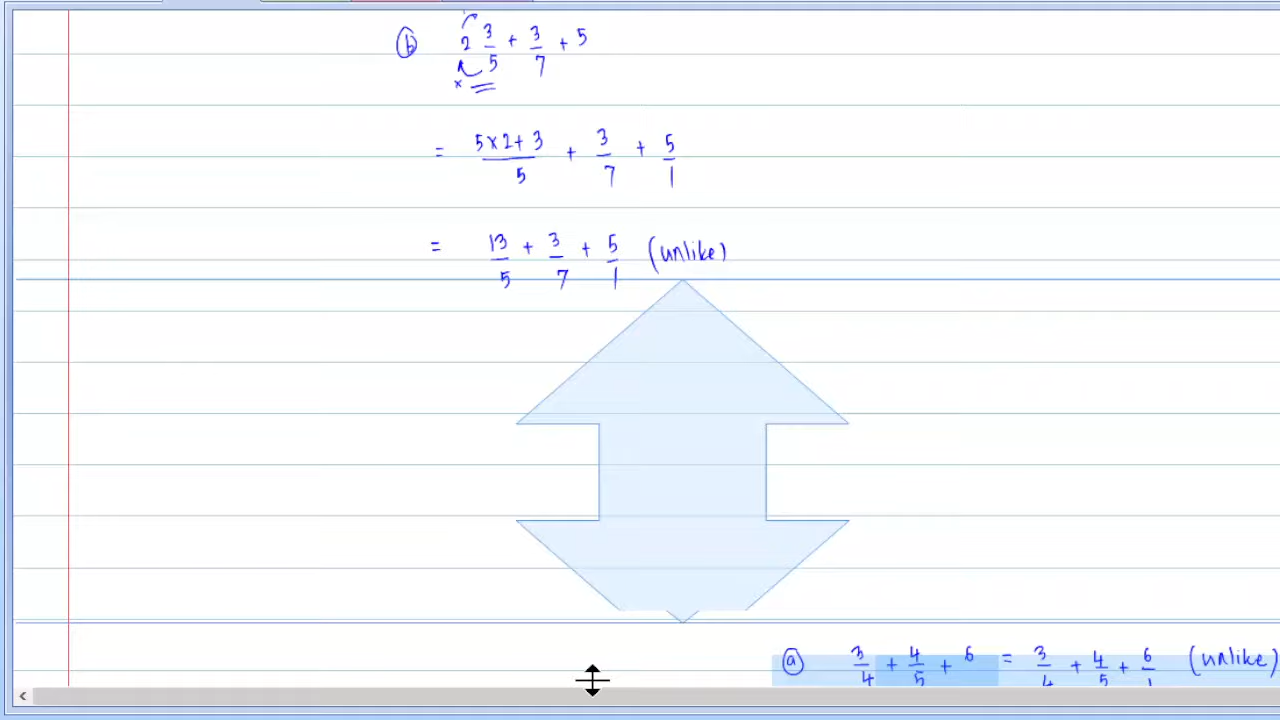 (b) 2 3/5 + 3/7 + 5
×
= 5×2+3/5 + 3/7 + 5/1
= 13/5 + 3/7 + 5/1 (unlike)
(a) 3/4 + 4/5 + 6 = 3/4 + 4/5 + 6/1 (unlike)